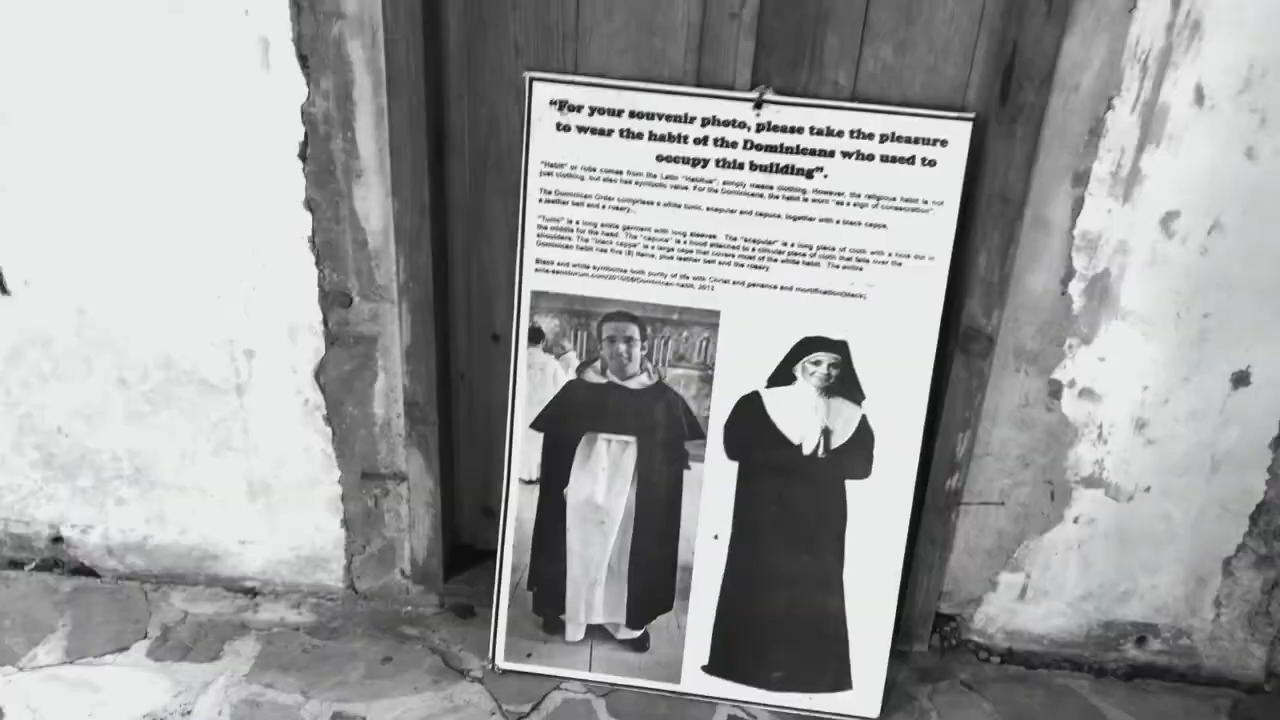 “For your souvenir photo, please take the pleasure
to wear the habit of the Dominicans who used to
occupy this building”.
"Habit" or robe comes from the Latin "Habitus"; simply means clothing. However, the religious habit is not
just clothing, but also has symbolic value. For the Dominicans, the habit is worn "as a sign of consecration".
The Dominican Order comprises a white tunic, scapular and capuce, together with a black cappa,
a leather belt and a rosary...
"Tunic" is a long ankle garment with long sleeves. The "scapular" is a long piece of cloth with a hole cut in
the middle for the head. The "capuce" is a hood attached to a circular piece of cloth that falls over the
shoulders. The "black cappa" is a large cape that covers most of the white habit. The entire
Dominican habit has five (5) items, plus leather belt and the rosary.
Black and white symbolize both purity of life with Christ and penance and mortification(black).